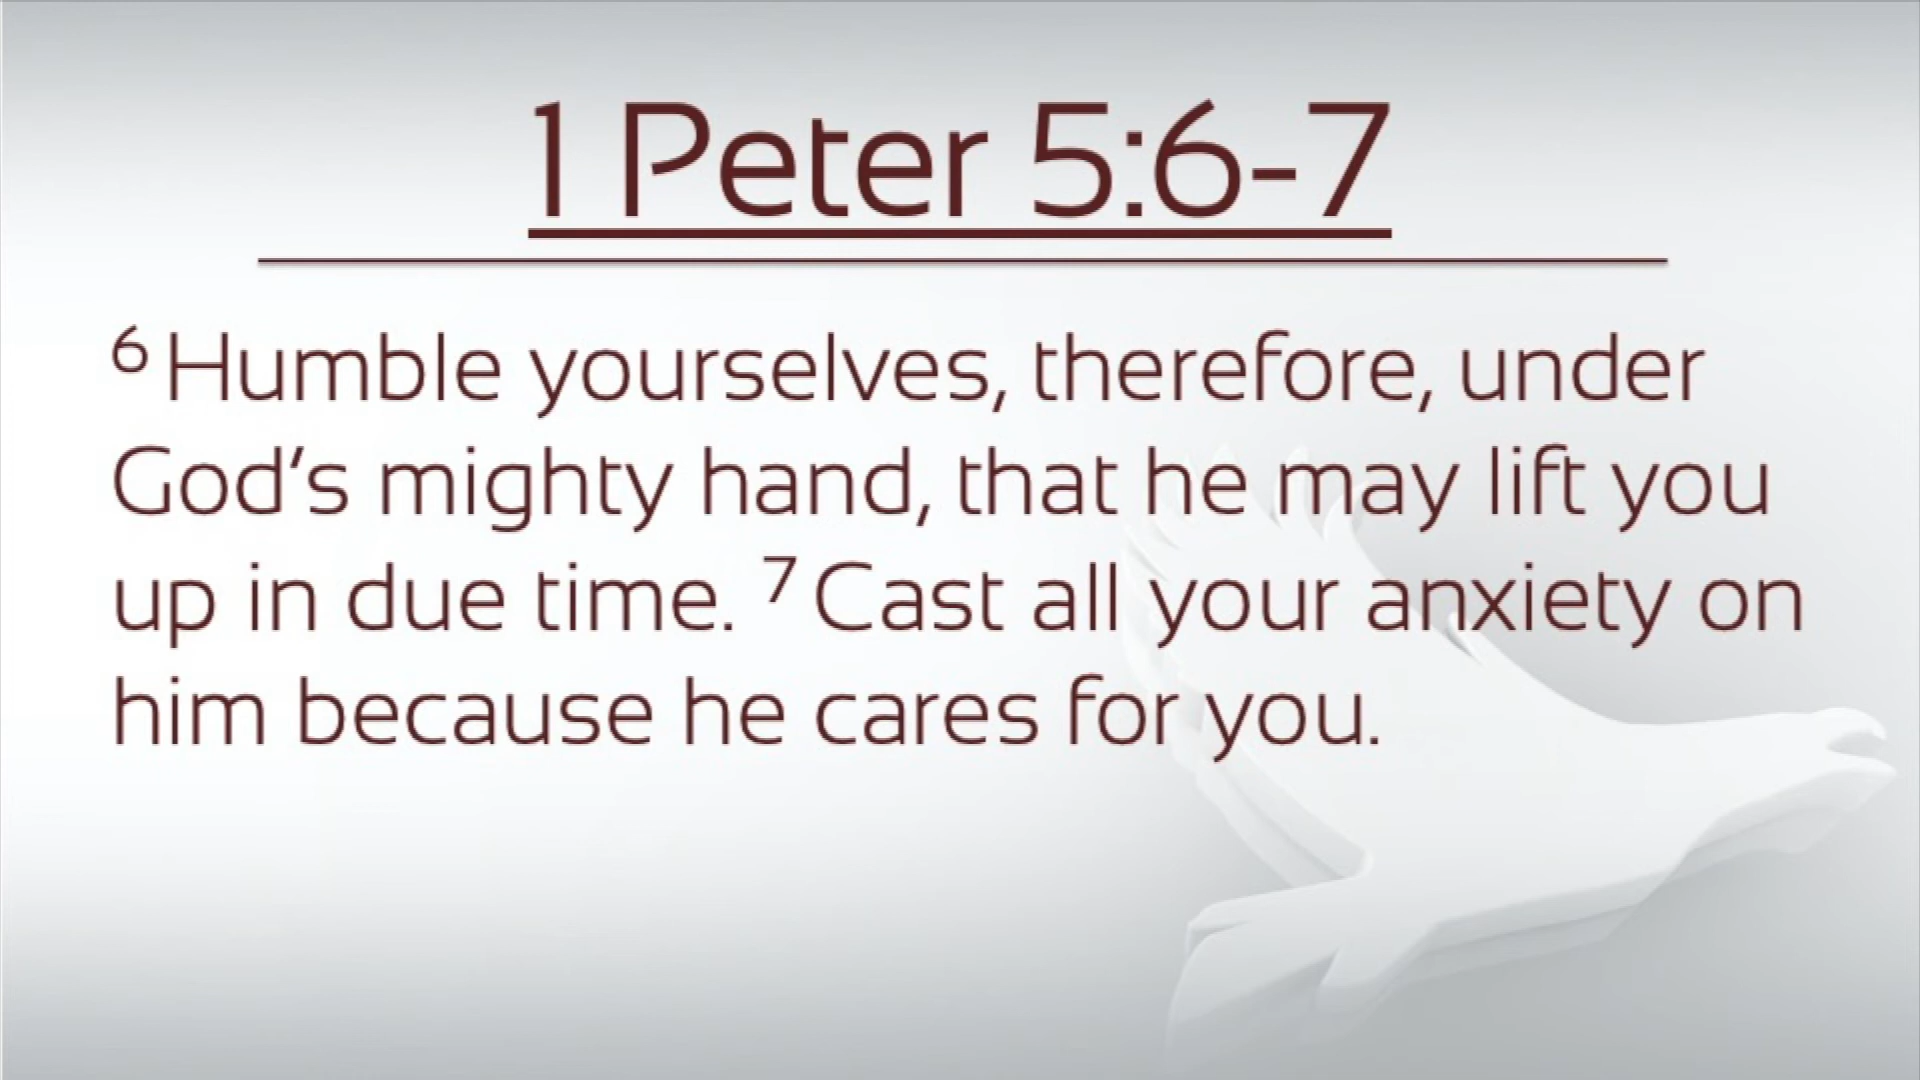 1 Peter 5:6-7
6 Humble yourselves, therefore, under
God’s mighty hand, that he may lift you
up in due time. 7 Cast all your anxiety on
him because he cares for you.